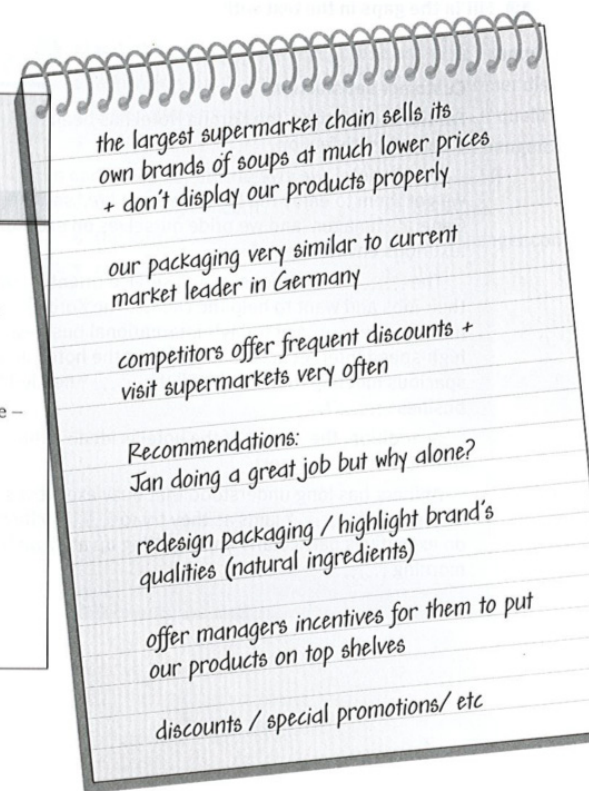 the largest supermarket chain sells its
own brands of soups at much lower prices
+ don't display our products properly
our packaging very similar to current
market leader in Germany
competitors offer frequent discounts +
visit supermarkets very often
e –
Recommendations:
Jan doing a great job but why alone?
redesign packaging / highlight brand's
qualities (natural ingredients)
offer managers incentives for them to put
our products on top shelves
discounts / special promotions/ etc